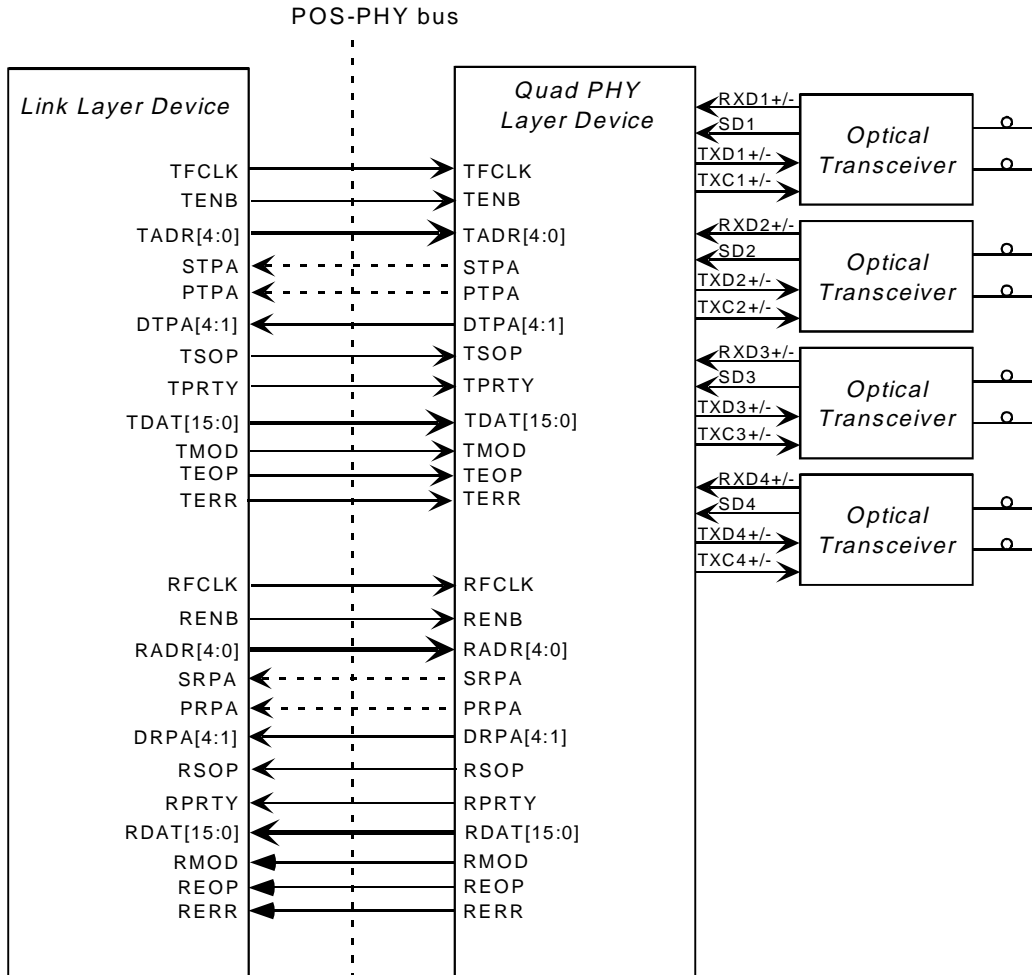 POS-PHY bus
Link Layer Device
TFCLK
TENB
TADR[4:0]
STPA
PTPA
DTPA[4:1]
TSOP
TPRTY
TDAT[15:0]
TMOD
TEOP
TERR
RFCLK
RENB
RADR[4:0]
SRPA
PRPA
DRPA[4:1]
RSOP
RPRTY
RDAT[15:0]
RMOD
REOP
RERR
Quad PHY
Layer Device
TFCLK
TENB
TADR[4:0]
STPA
PTPA
DTPA[4:1]
TSOP
TPRTY
TDAT[15:0]
TMOD
TEOP
TERR
RFCLK
RENB
RADR[4:0]
SRPA
PRPA
DRPA[4:1]
RSOP
RPRTY
RDAT[15:0]
RMOD
REOP
RERR
RXD1+/-
SD1
TXD1+/-
TXC1+/-
Optical
Transceiver
RXD2+/-
SD2
TXD2+/-
TXC2+/-
Optical
Transceiver
RXD3+/-
SD3
TXD3+/-
TXC3+/-
Optical
Transceiver
RXD4+/-
SD4
TXD4+/-
TXC4+/-
Optical
Transceiver